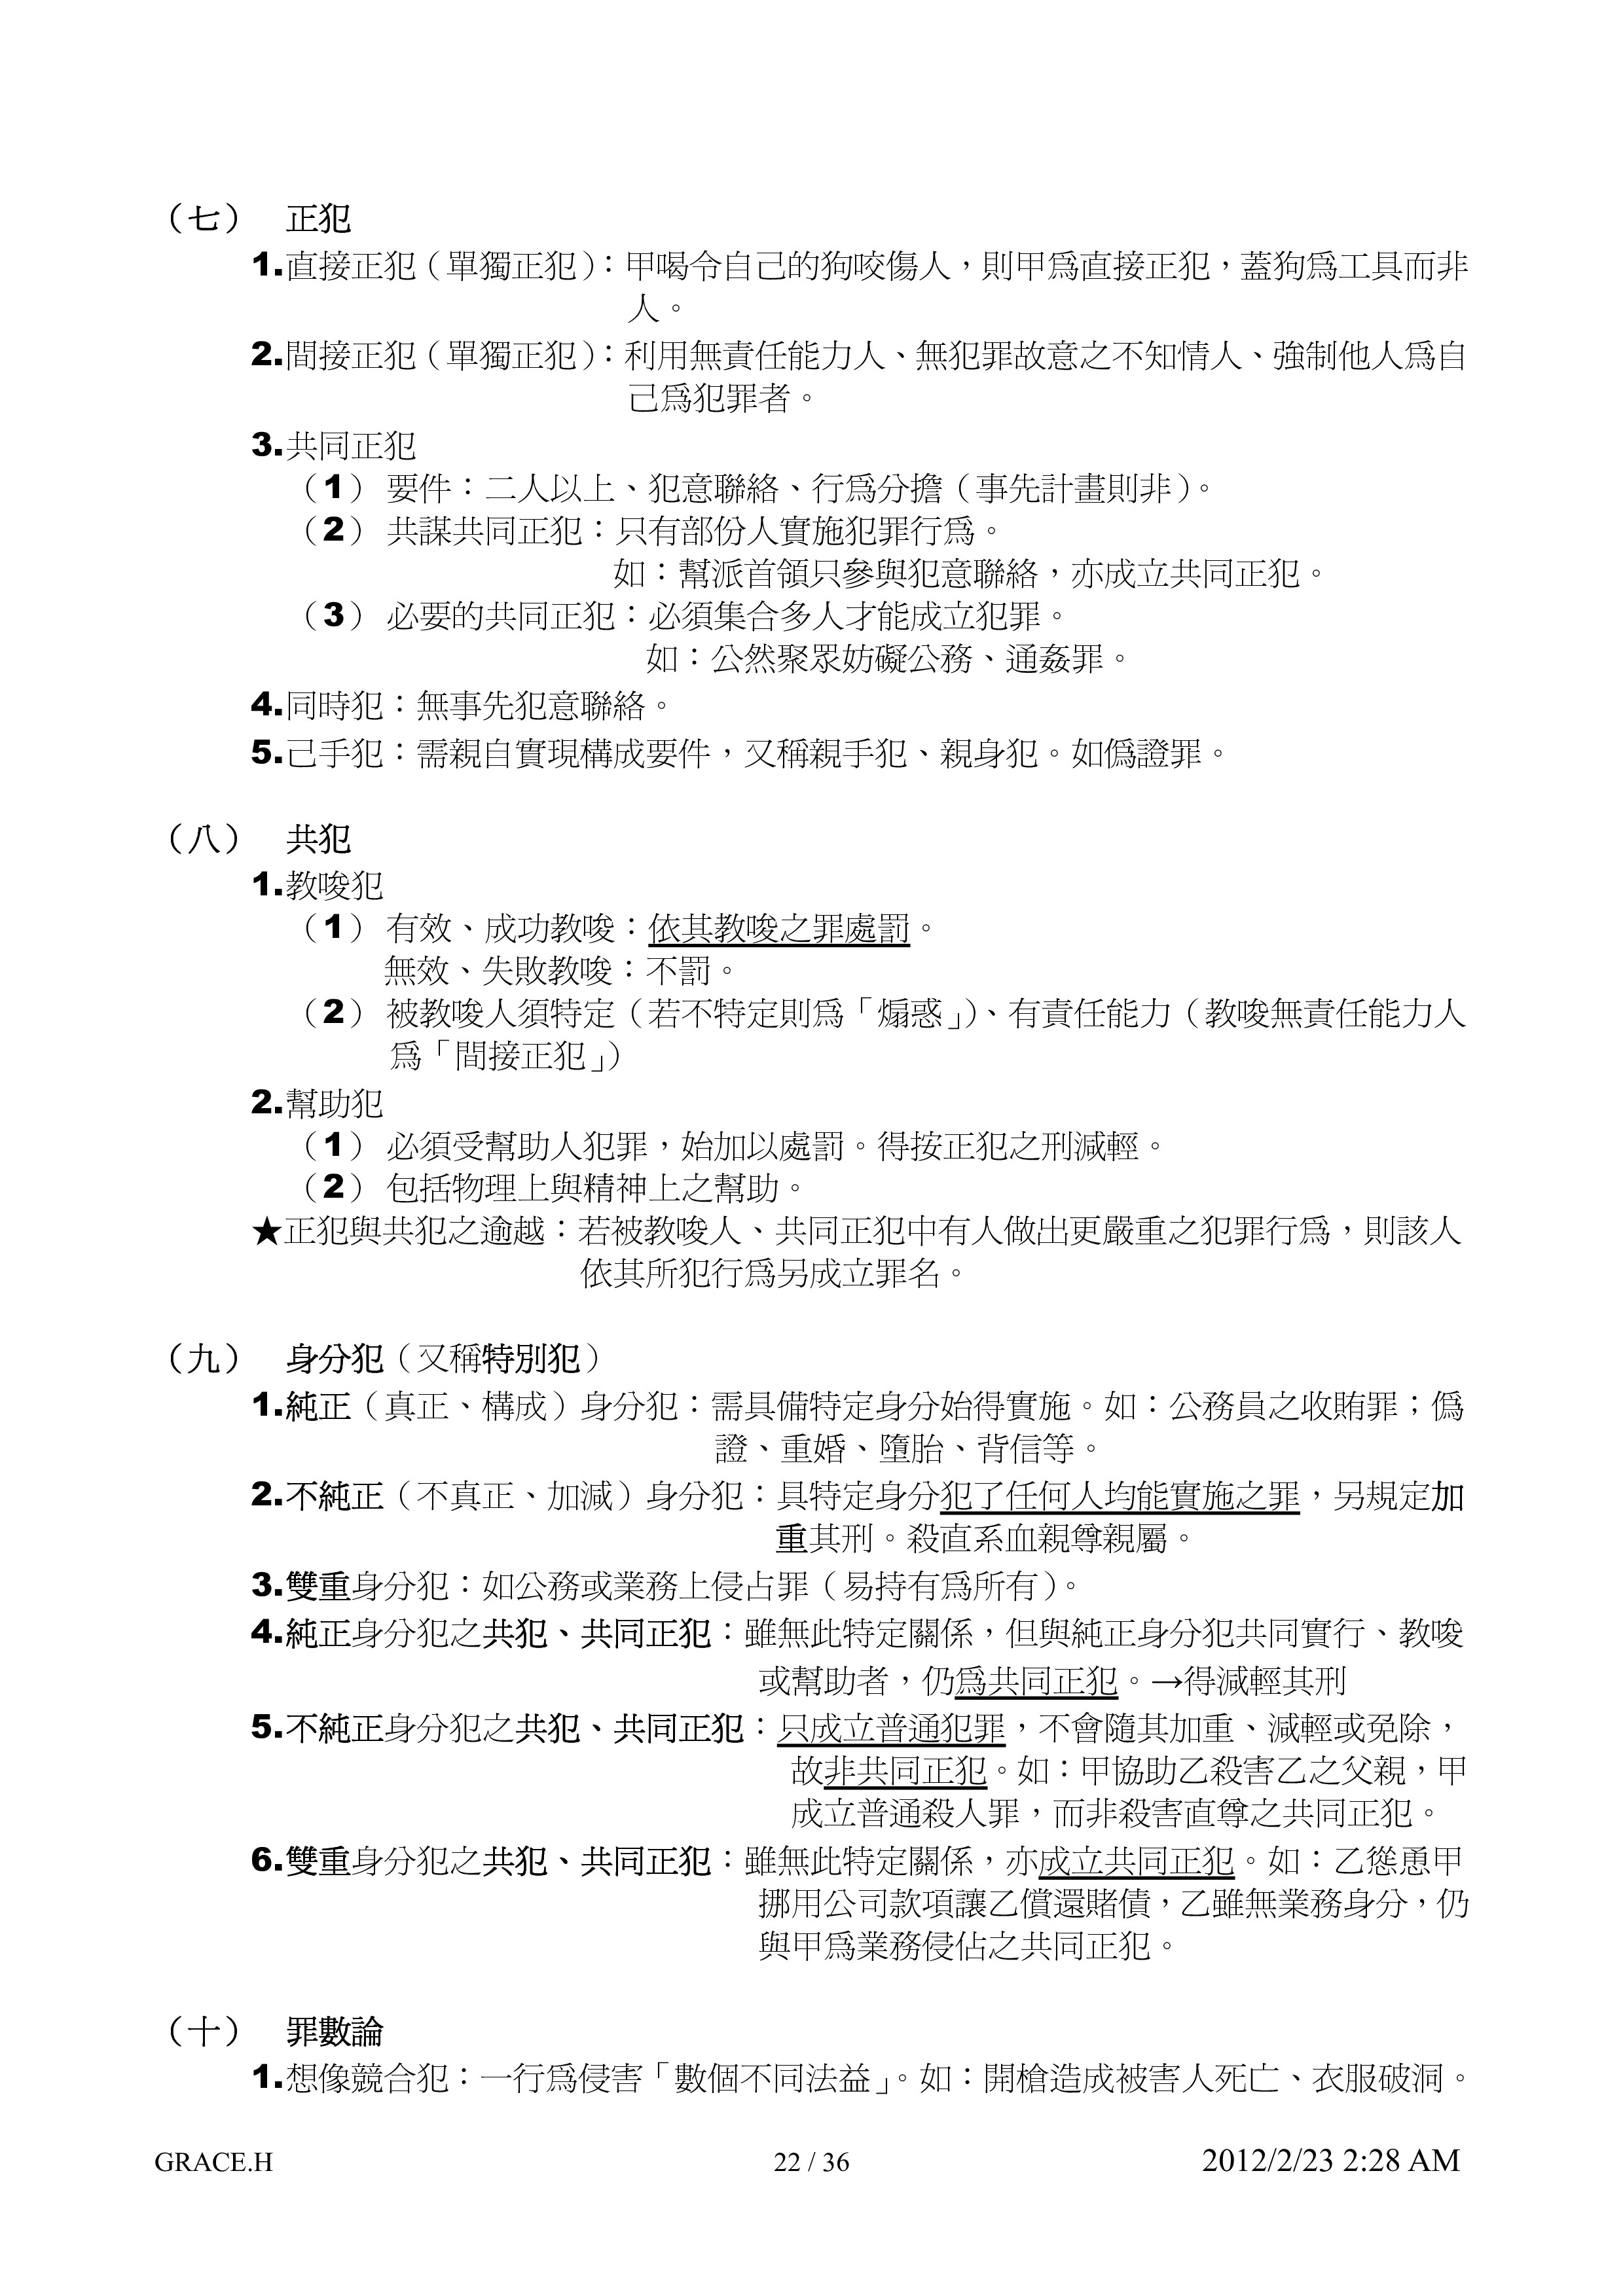 （七） 正犯
1.直接正犯（單獨正犯）：甲喝令自己的狗咬傷人，則甲為直接正犯，蓋狗為工具而非
人。
2.間接正犯（單獨正犯）：利用無責任能力人、無犯罪故意之不知情人、強制他人為自
己為犯罪者。
3.共同正犯
（1） 要件：二人以上、犯意聯絡、行為分擔（事先計畫則非）。
（2） 共謀共同正犯：只有部份人實施犯罪行為。
如：幫派首領只參與犯意聯絡，亦成立共同正犯。
（3） 必要的共同正犯：必須集合多人才能成立犯罪。
如：公然聚眾妨礙公務、通姦罪。
4.同時犯：無事先犯意聯絡。
5.己手犯：需親自實現構成要件，又稱親手犯、親身犯。如偽證罪。
（八） 共犯
1.教唆犯
（1） 有效、成功教唆：依其教唆之罪處罰。
無效、失敗教唆：不罰。
（2） 被教唆人須特定（若不特定則為「煽惑」）、有責任能力（教唆無責任能力人
為「間接正犯」）
2.幫助犯
（1） 必須受幫助人犯罪，始加以處罰。得按正犯之刑減輕。
（2） 包括物理上與精神上之幫助。
★正犯與共犯之逾越：若被教唆人、共同正犯中有人做出更嚴重之犯罪行為，則該人
依其所犯行為另成立罪名。
（九） 身分犯（又稱特別犯）
1.純正（真正、構成）身分犯：需具備特定身分始得實施。如：公務員之收賄罪；偽
證、重婚、墮胎、背信等。
2.不純正（不真正、加減）身分犯：具特定身分犯了任何人均能實施之罪，另規定加
重其刑。殺直系血親尊親屬。
3.雙重身分犯：如公務或業務上侵占罪（易持有為所有）。
4.純正身分犯之共犯、共同正犯：雖無此特定關係，但與純正身分犯共同實行、教唆
或幫助者，仍為共同正犯。→得減輕其刑
5.不純正身分犯之共犯、共同正犯：只成立普通犯罪，不會隨其加重、減輕或免除，
故非共同正犯。如：甲協助乙殺害乙之父親，甲
成立普通殺人罪，而非殺害直尊之共同正犯。
6.雙重身分犯之共犯、共同正犯：雖無此特定關係，亦成立共同正犯。如：乙慫恿甲
挪用公司款項讓乙償還賭債，乙雖無業務身分，仍
與甲為業務侵佔之共同正犯。
（十） 罪數論
1.想像競合犯：一行為侵害「數個不同法益」。如：開槍造成被害人死亡、衣服破洞。
GRACE.H 22 / 36 2012/2/23 2:28 AM